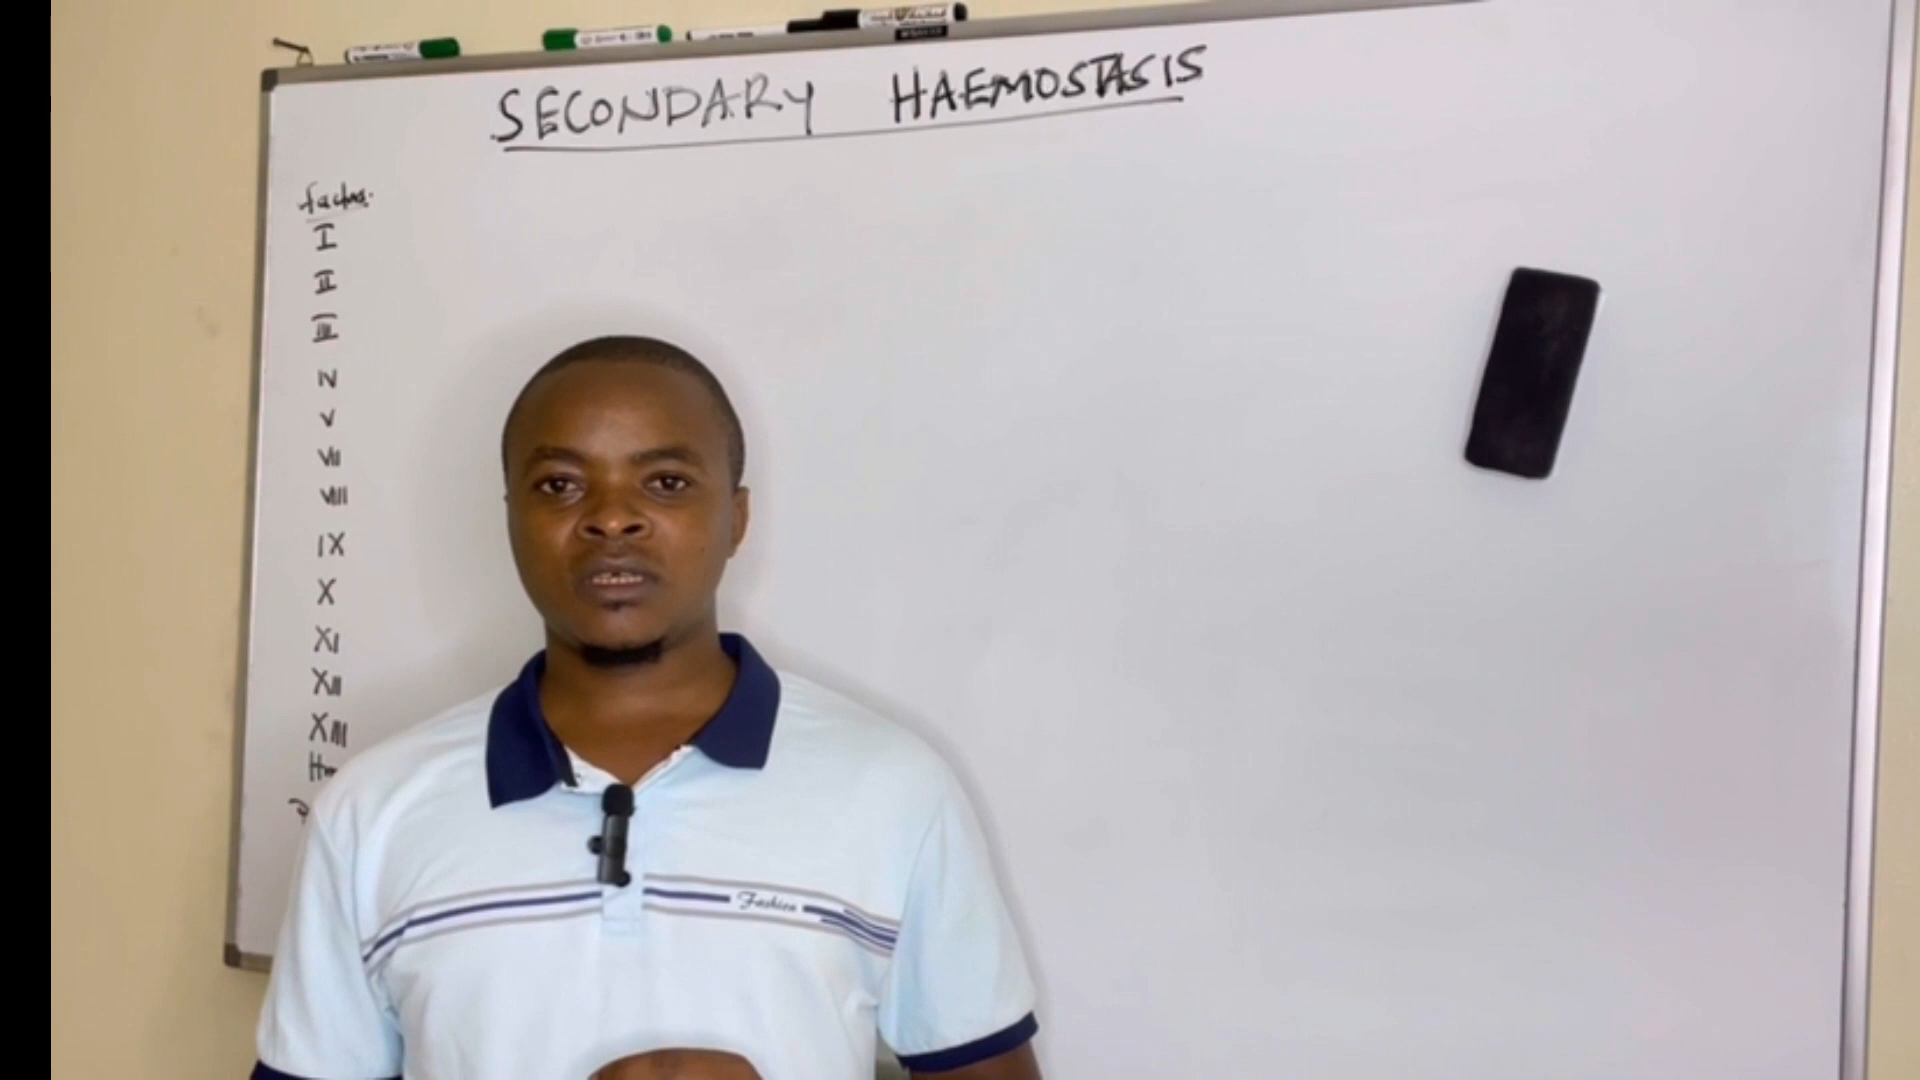 SECONDARY HAEMOSTASIS
factors.
I
II
III
IV
V
VII
VIII
IX
X
XI
XII
XIII
Fashion